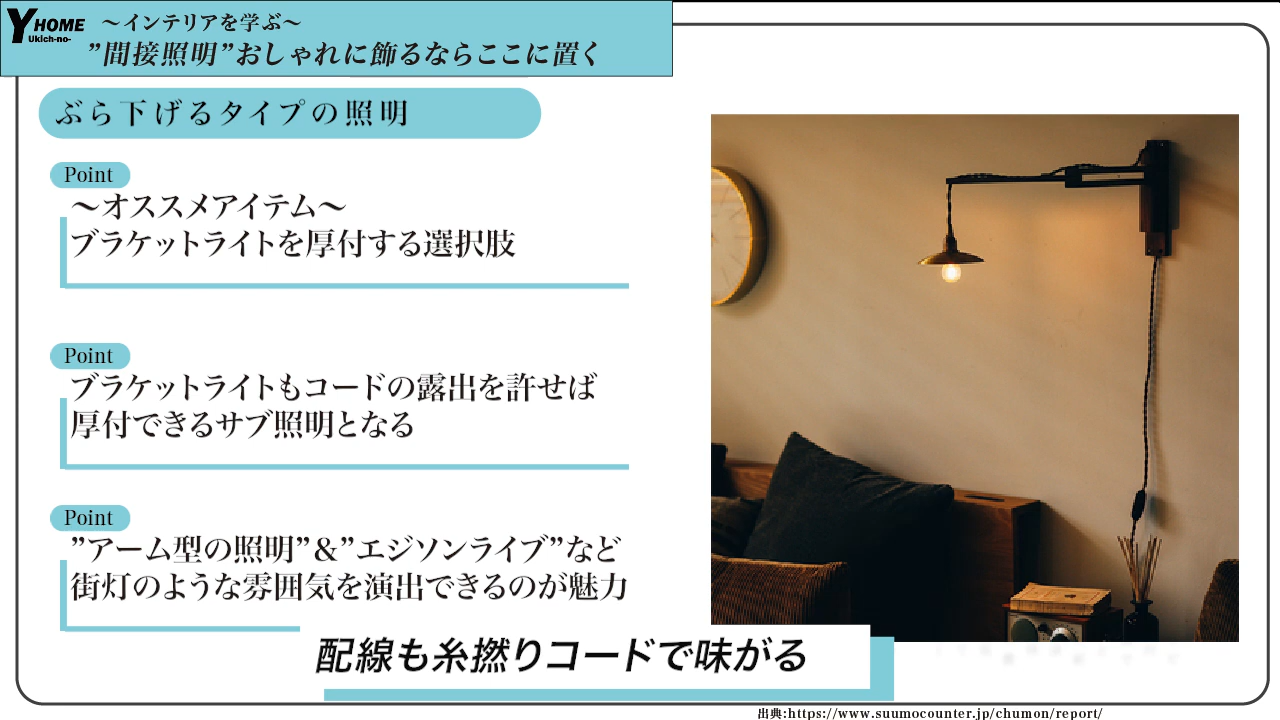 YHOME
Ukich-no-
～インテリアを学ぶ～
”間接照明”おしゃれに飾るならここに置く
ぶら下げるタイプの照明
Point
～オススメアイテム～
ブラケットライトを厚付する選択肢
Point
ブラケットライトもコードの露出を許せば
厚付できるサブ照明となる
Point
”アーム型の照明”＆”エジソンライブ”など
街灯のような雰囲気を演出できるのが魅力
配線も糸撚りコードで味がる
出典:https://www.suumocounter.jp/chumon/report/